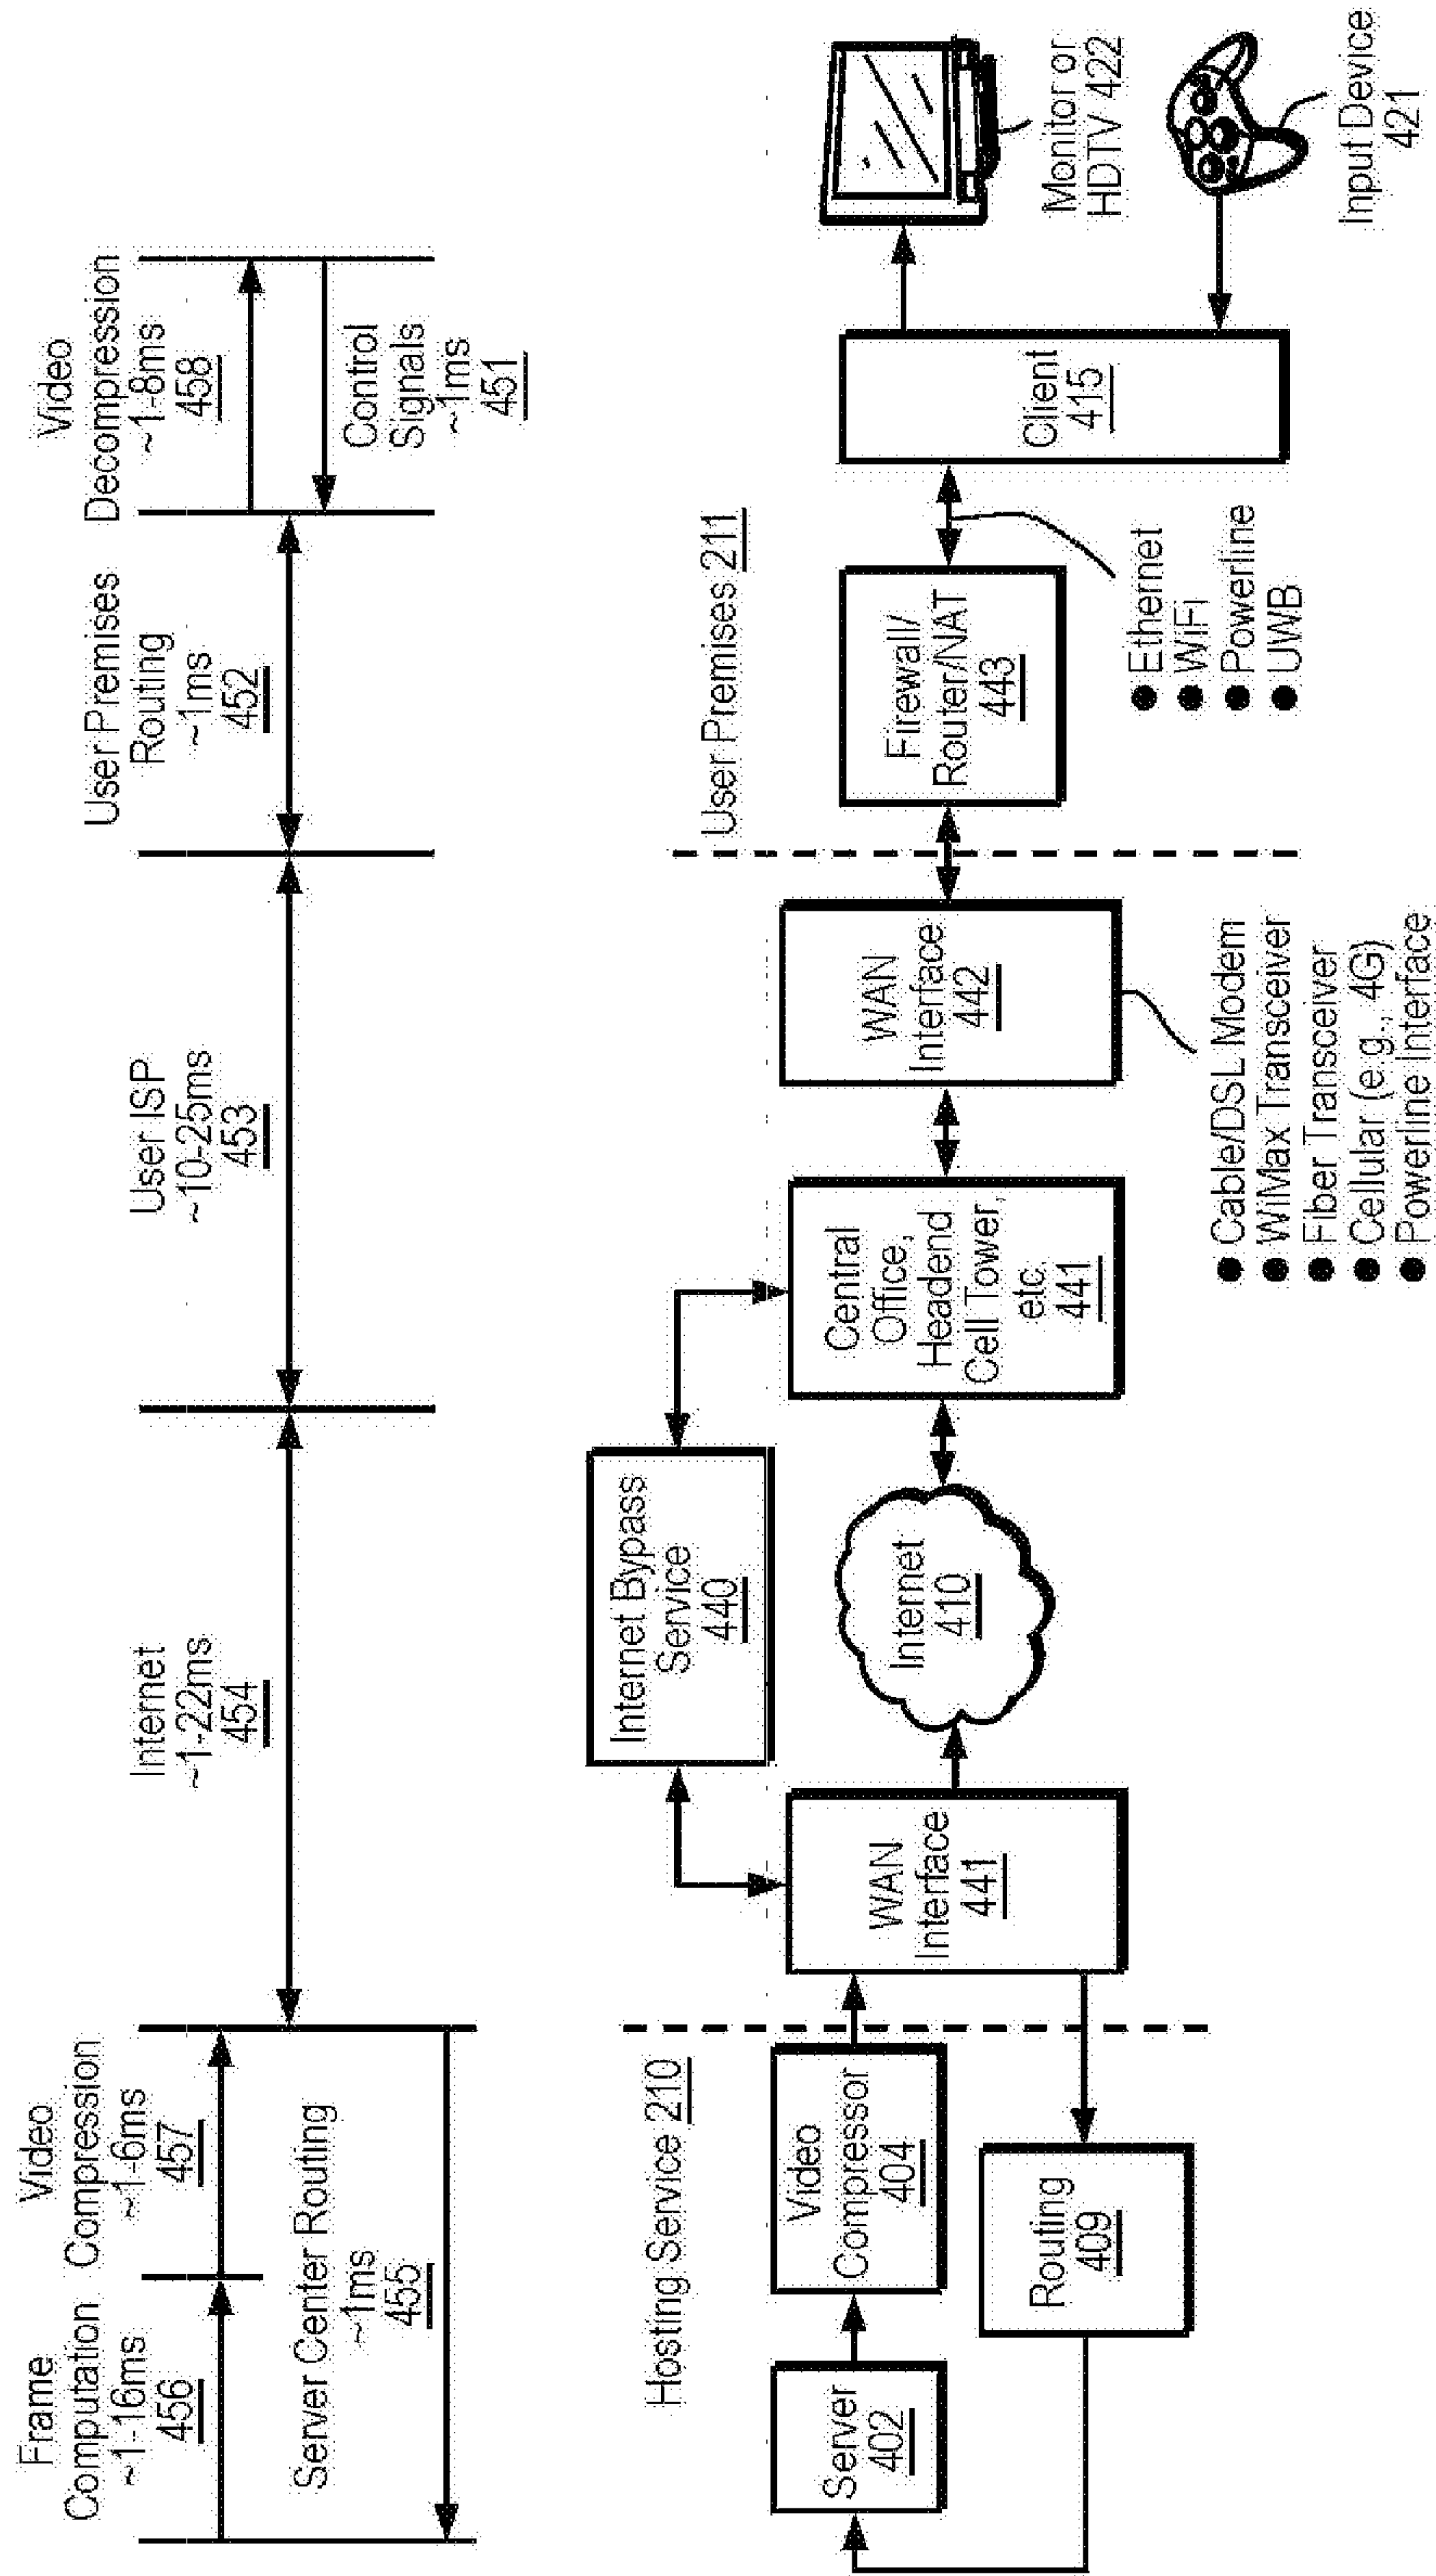 Frame
Computation
~1-16ms
456
Video
Compression
~1-6ms
457
Server Center Routing
~1ms
455
Internet
~1-22ms
454
User ISP
~10-25ms
453
User Premises
Routing
~1ms
452
Video
Decompression
~1-8ms
458
Control
Signals
~1ms
451
Hosting Service 210
Server
402
Video
Compressor
404
Routing
409
WAN
Interface
441
Internet Bypass
Service
440
Internet
410
Central
Office,
Headend
Cell Tower,
etc
441
WAN
Interface
442
● Cable/DSL Modem
● WiMax Transceiver
● Fiber Transceiver
● Cellular (e.g., 4G)
● Powerline Interface
User Premises 211
Firewall/
Router/NAT
443
● Ethernet
● WiFi
● Powerline
● UWB
Client
415
Monitor or
HDTV 422
Input Device
421